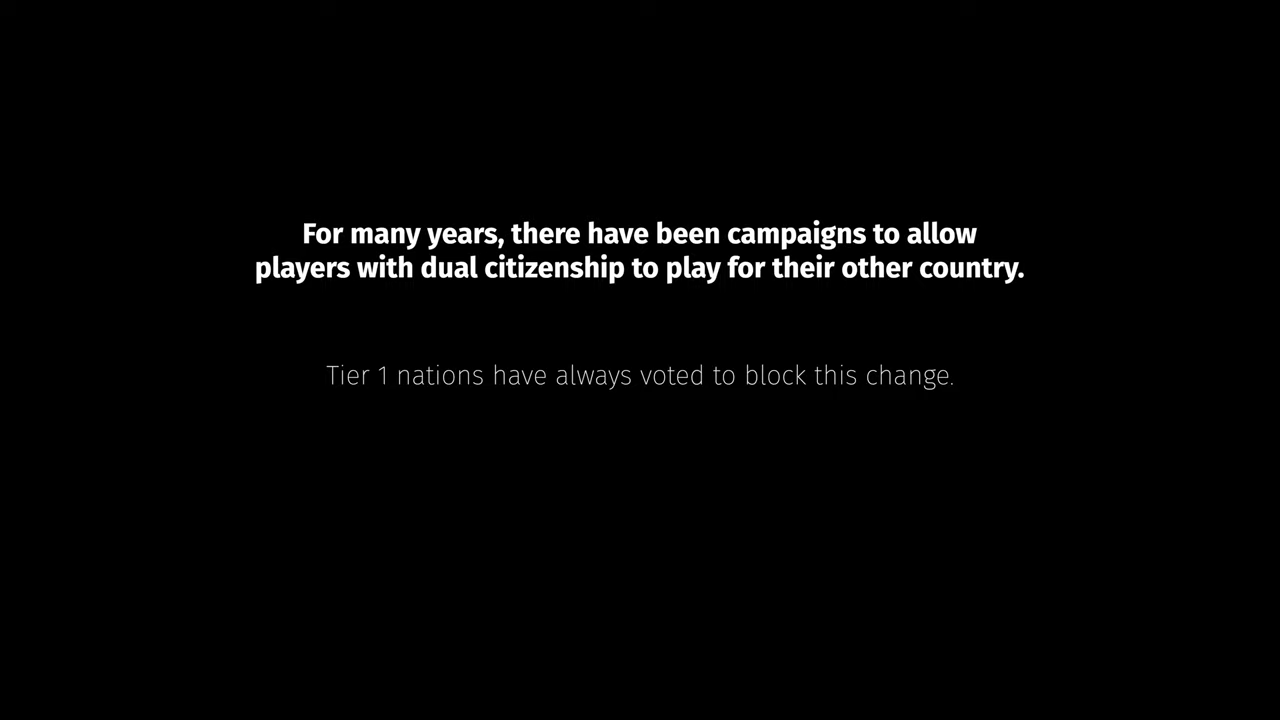 For many years, there have been campaigns to allow
players with dual citizenship to play for their other country.
Tier 1 nations have always voted to block this change.